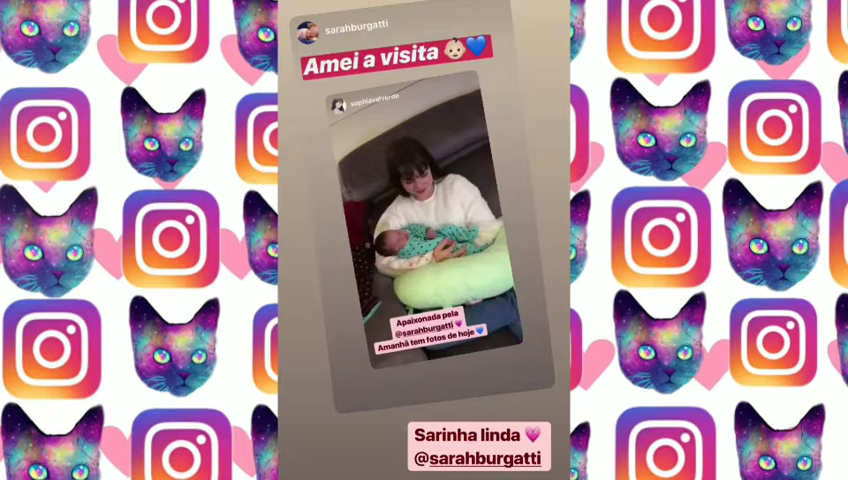 sarahburgatti
Amei a visita 👶🏻💙
sophiavalverde
Apaixonada pela
@sarahburgatti 💗
Amanhã tem fotos de hoje 💙
Sarinha linda 💗
@sarahburgatti